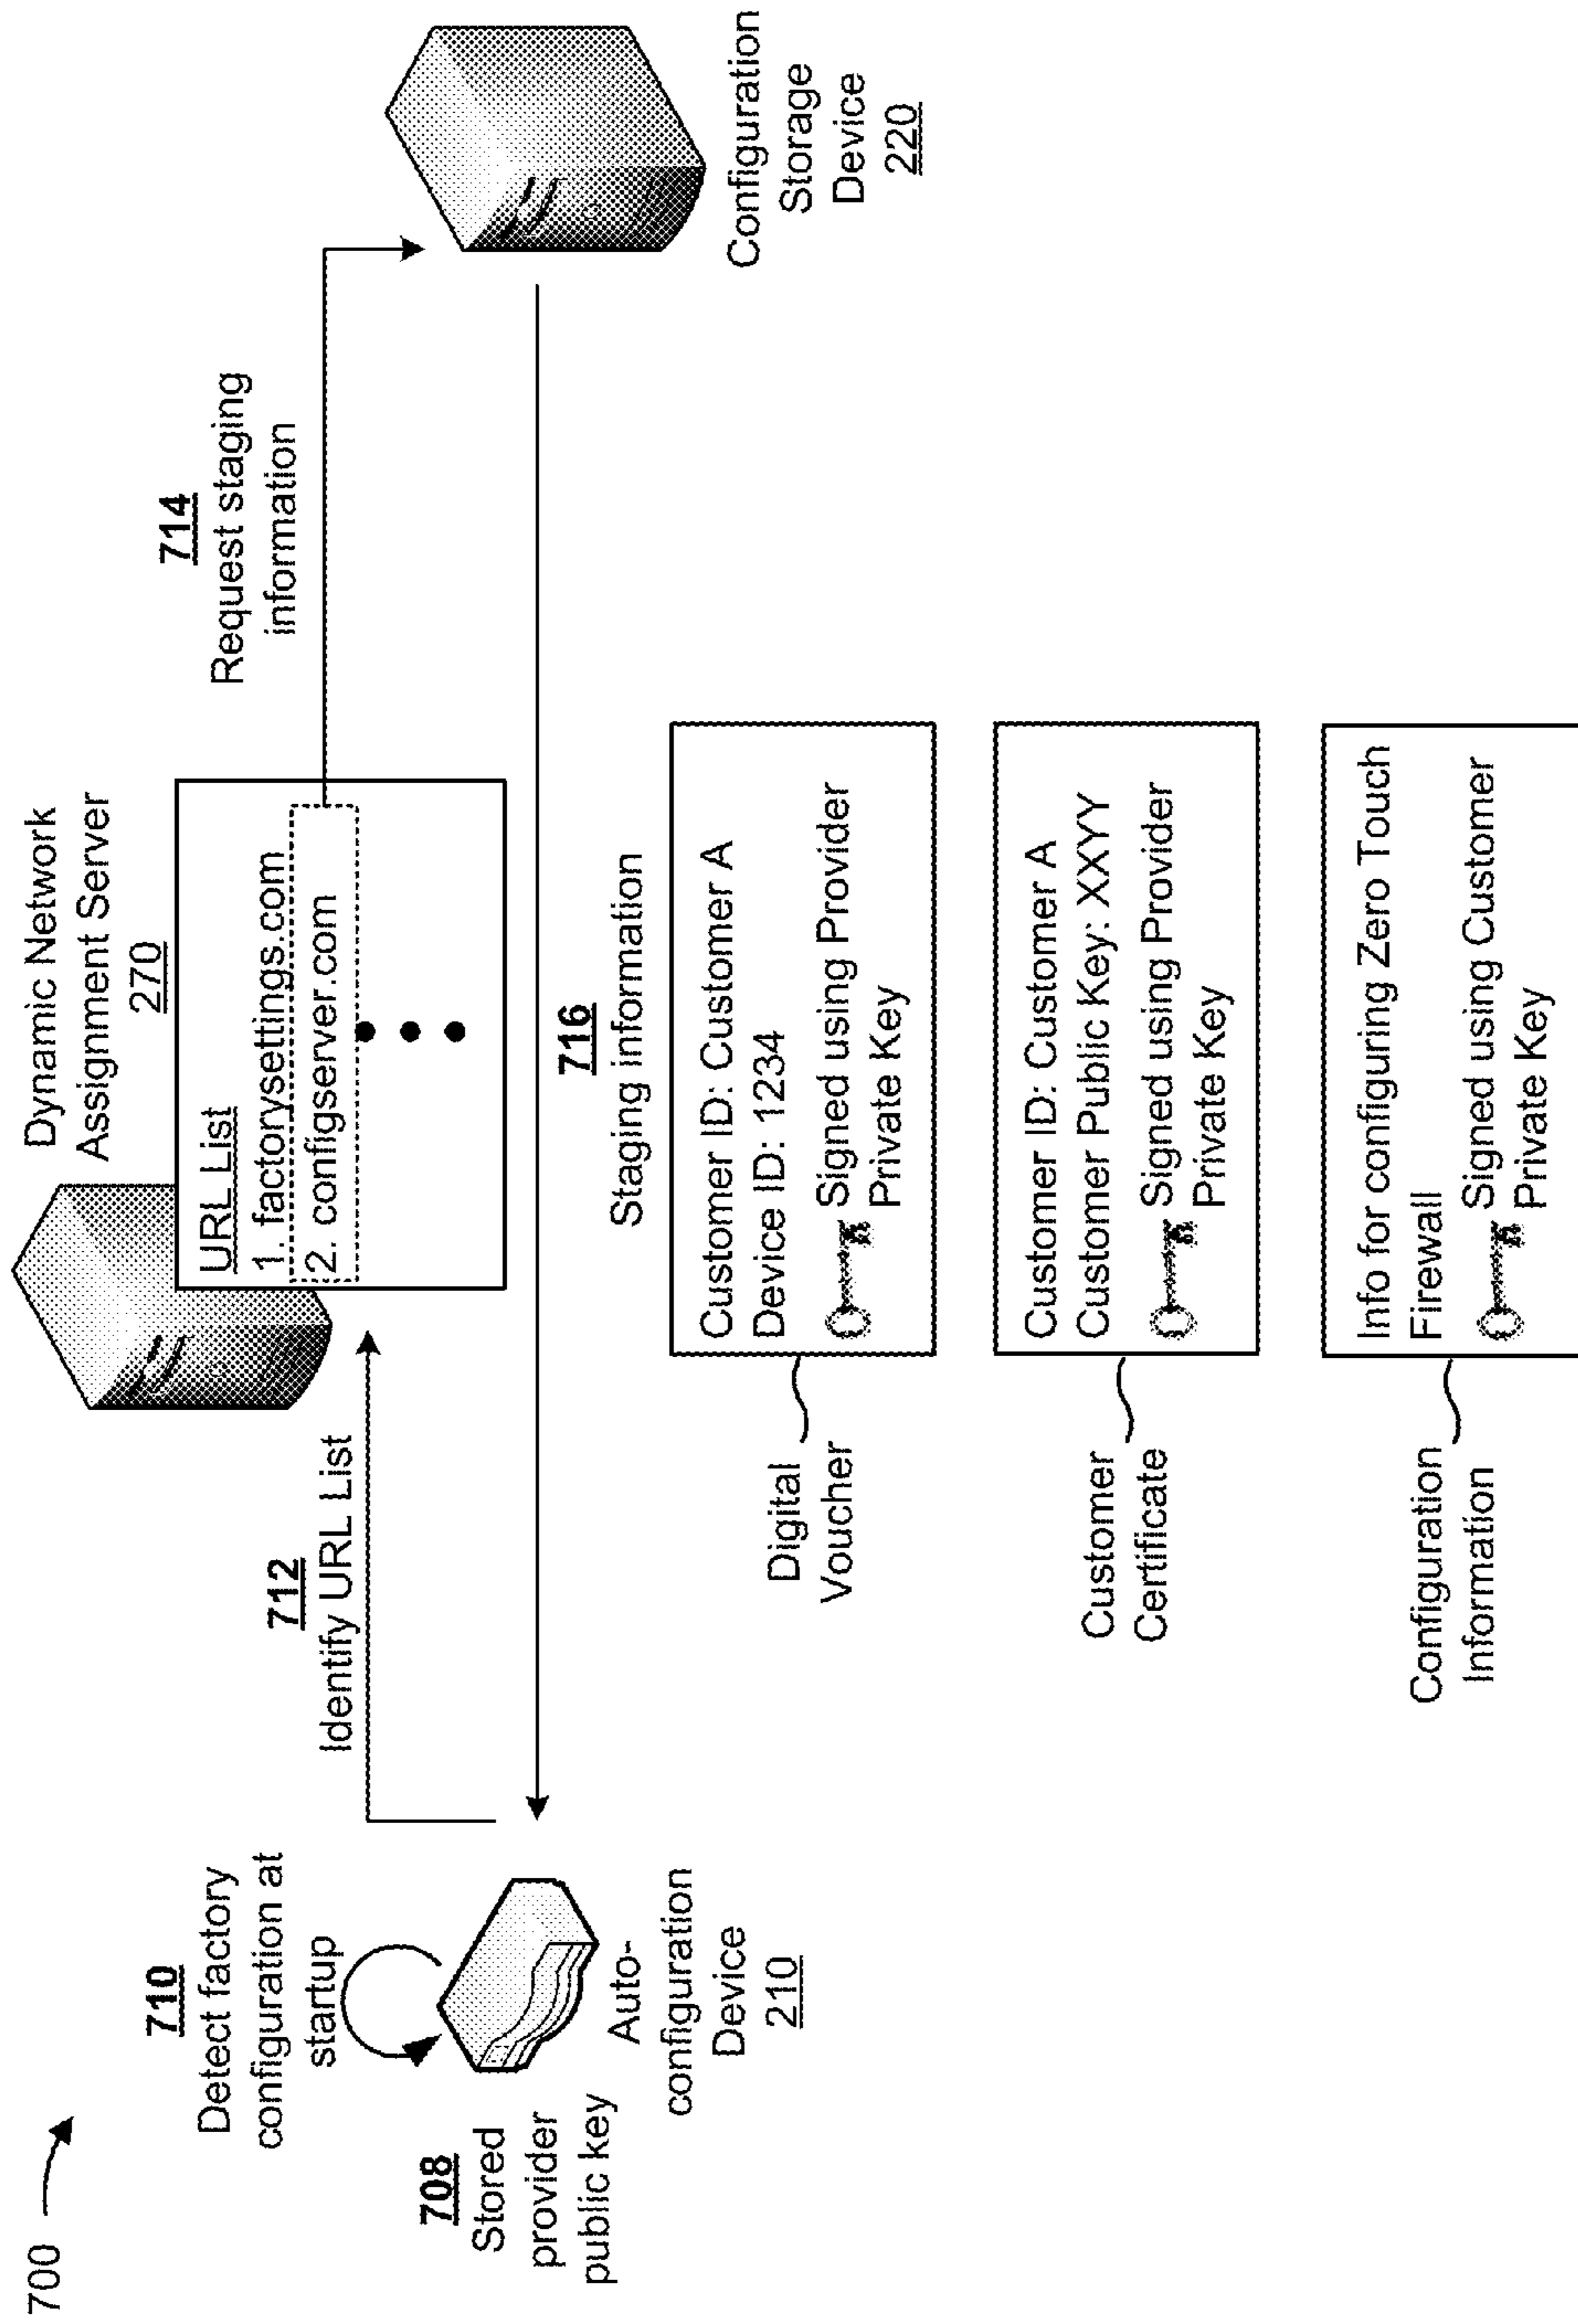 700
710
Detect factory
configuration at
startup
708
Stored
provider
public key
Auto-
configuration
Device
210
712
Identify URL List
Dynamic Network
Assignment Server
270
URL List
1. factorysettings.com
2. configserver.com
714
Request staging
information
Configuration
Storage
Device
220
716
Staging information
Digital
Voucher
Customer ID: Customer A
Device ID: 1234
Signed using Provider
Private Key
Customer
Certificate
Customer ID: Customer A
Customer Public Key: XXYY
Signed using Provider
Private Key
Configuration
Information
Info for configuring Zero Touch
Firewall
Signed using Customer
Private Key